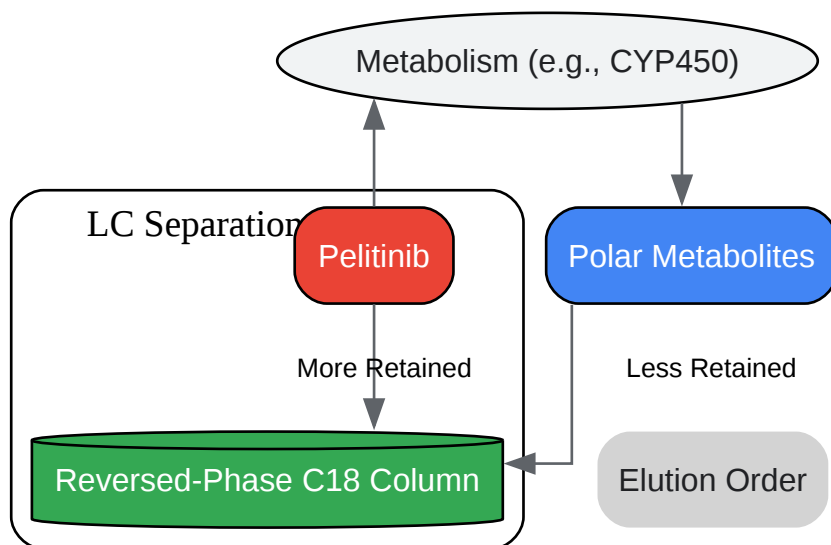 Metabolism (e.g., CYP450)
LC Separation
Pelitinib
Polar Metabolites
More Retained
Less Retained
Reversed-Phase C18 Column
Elution Order